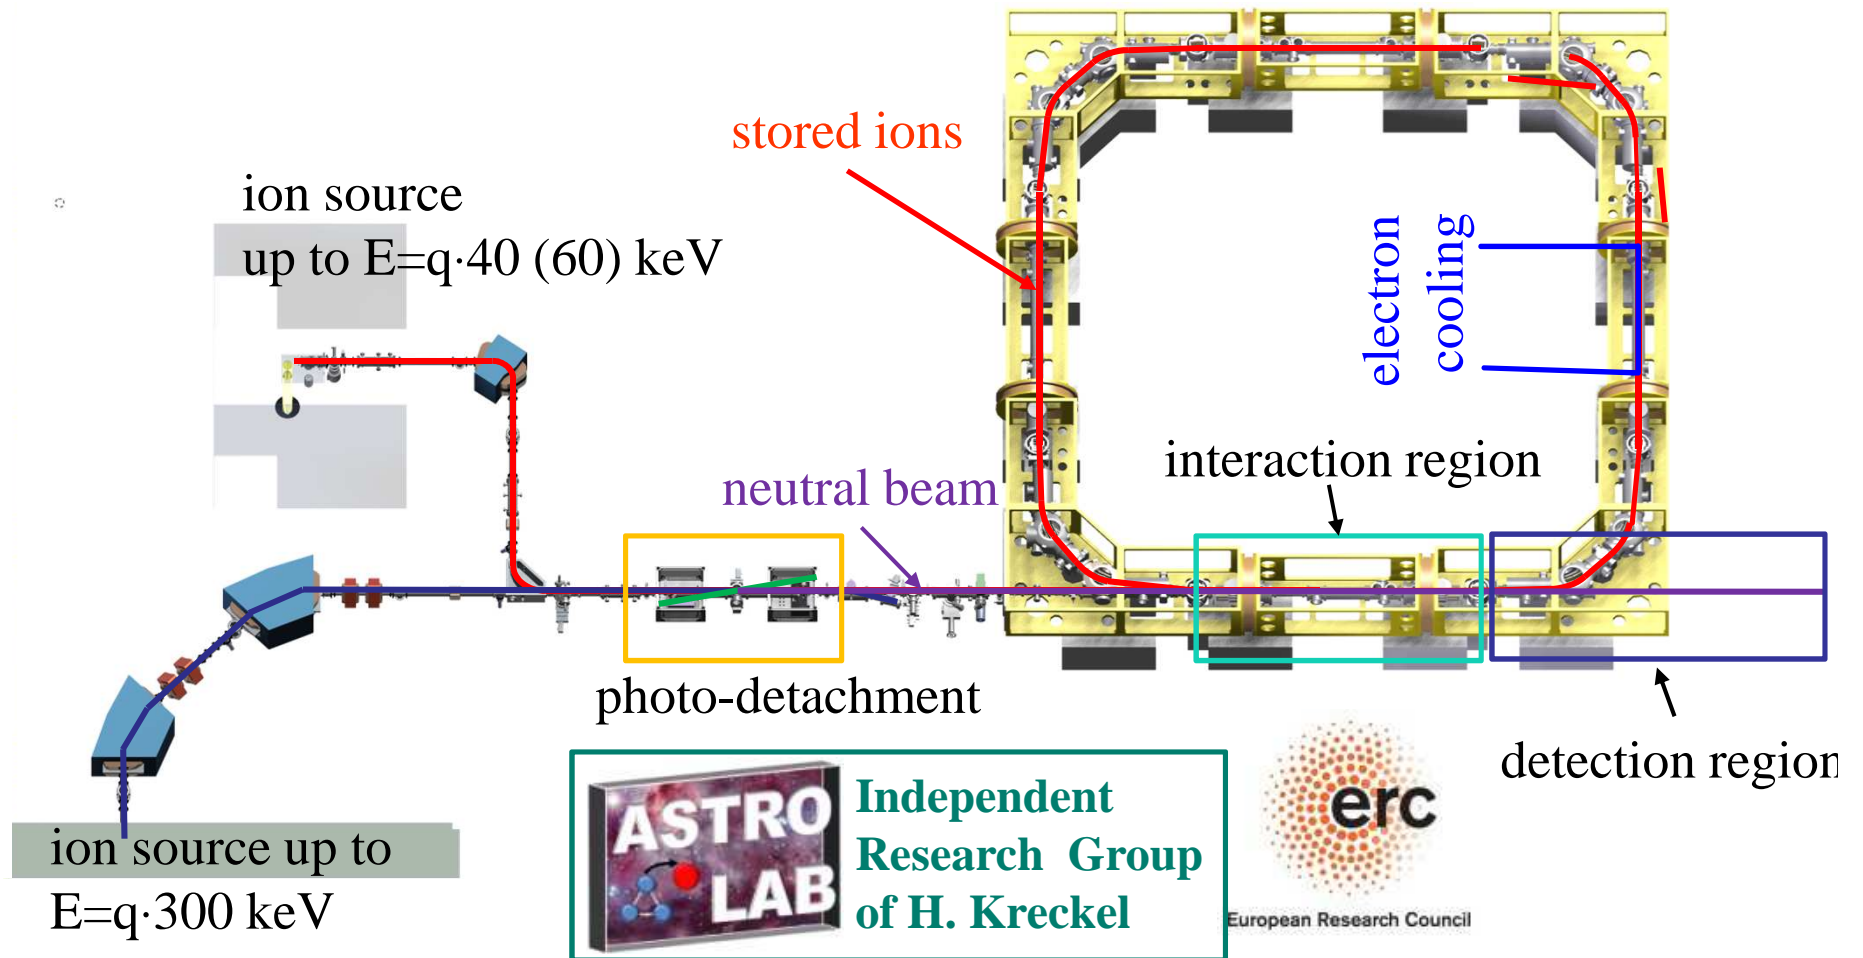 stored ions
ion source
up to E=q·40 (60) keV
electron
cooling
interaction region
neutral beam
photo-detachment
detection region
ion source up to
E=q·300 keV
ASTRO
LAB
Independent
Research Group
of H. Kreckel
erc
European Research Council